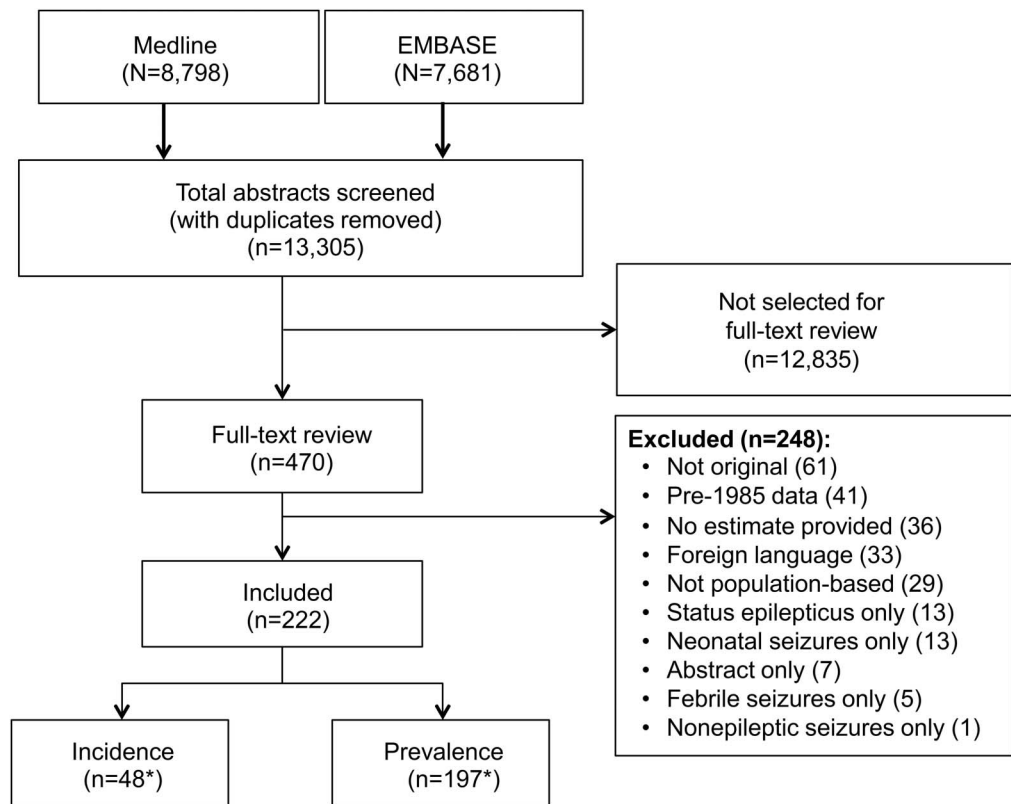 Medline
(N=8,798)
EMBASE
(N=7,681)
Total abstracts screened
(with duplicates removed)
(n=13,305)
Not selected for
full-text review
(n=12,835)
Full-text review
(n=470)
Excluded (n=248):
• Not original (61)
• Pre-1985 data (41)
• No estimate provided (36)
• Foreign language (33)
• Not population-based (29)
• Status epilepticus only (13)
• Neonatal seizures only (13)
• Abstract only (7)
• Febrile seizures only (5)
• Nonepileptic seizures only (1)
Included
(n=222)
Incidence
(n=48*)
Prevalence
(n=197*)